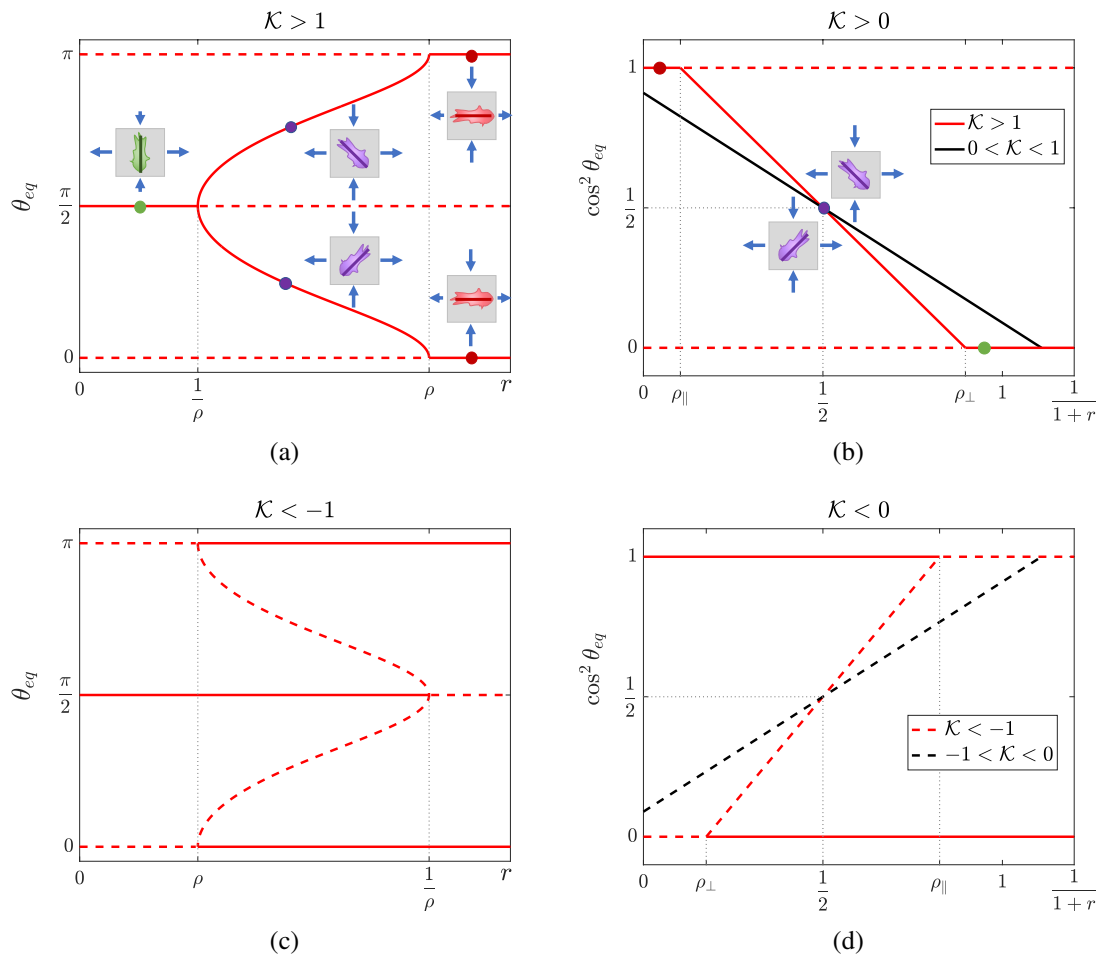 𝒦 > 1
π
π/2
0
θ_eq
0
1/ρ
ρ
r
(a)
𝒦 > 0
1
1/2
0
cos² θ_eq
𝒦 > 1
0 < 𝒦 < 1
0
ρ_∥
1/2
ρ_⊥
1
1/(1 + r)
(b)
𝒦 < −1
π
π/2
0
θ_eq
0
ρ
1/ρ
r
(c)
𝒦 < 0
1
1/2
0
cos² θ_eq
𝒦 < −1
−1 < 𝒦 < 0
0
ρ_⊥
1/2
ρ_∥
1
1/(1 + r)
(d)